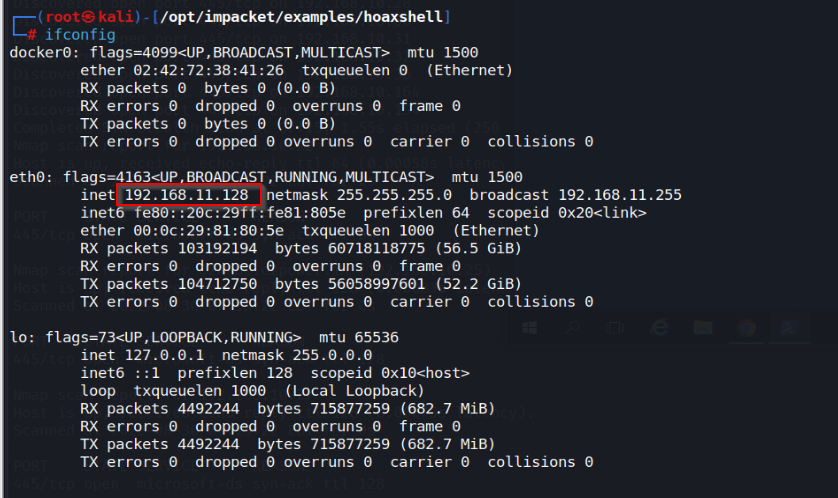 (root㉿kali)-[/opt/impacket/examples/hoaxshell]
# ifconfig
docker0: flags=4099<UP,BROADCAST,MULTICAST>  mtu 1500
ether 02:42:72:38:41:26  txqueuelen 0  (Ethernet)
RX packets 0  bytes 0 (0.0 B)
RX errors 0  dropped 0  overruns 0  frame 0
TX packets 0  bytes 0 (0.0 B)
TX errors 0  dropped 0 overruns 0  carrier 0  collisions 0
eth0: flags=4163<UP,BROADCAST,RUNNING,MULTICAST>  mtu 1500
inet 192.168.11.128  netmask 255.255.255.0  broadcast 192.168.11.255
inet6 fe80::20c:29ff:fe81:805e  prefixlen 64  scopeid 0x20<link>
ether 00:0c:29:81:80:5e  txqueuelen 1000  (Ethernet)
RX packets 103192194  bytes 60718118775 (56.5 GiB)
RX errors 0  dropped 0  overruns 0  frame 0
TX packets 104712750  bytes 56058997601 (52.2 GiB)
TX errors 0  dropped 0 overruns 0  carrier 0  collisions 0
lo: flags=73<UP,LOOPBACK,RUNNING>  mtu 65536
inet 127.0.0.1  netmask 255.0.0.0
inet6 ::1  prefixlen 128  scopeid 0x10<host>
loop  txqueuelen 1000  (Local Loopback)
RX packets 4492244  bytes 715877259 (682.7 MiB)
RX errors 0  dropped 0  overruns 0  frame 0
TX packets 4492244  bytes 715877259 (682.7 MiB)
TX errors 0  dropped 0 overruns 0  carrier 0  collisions 0